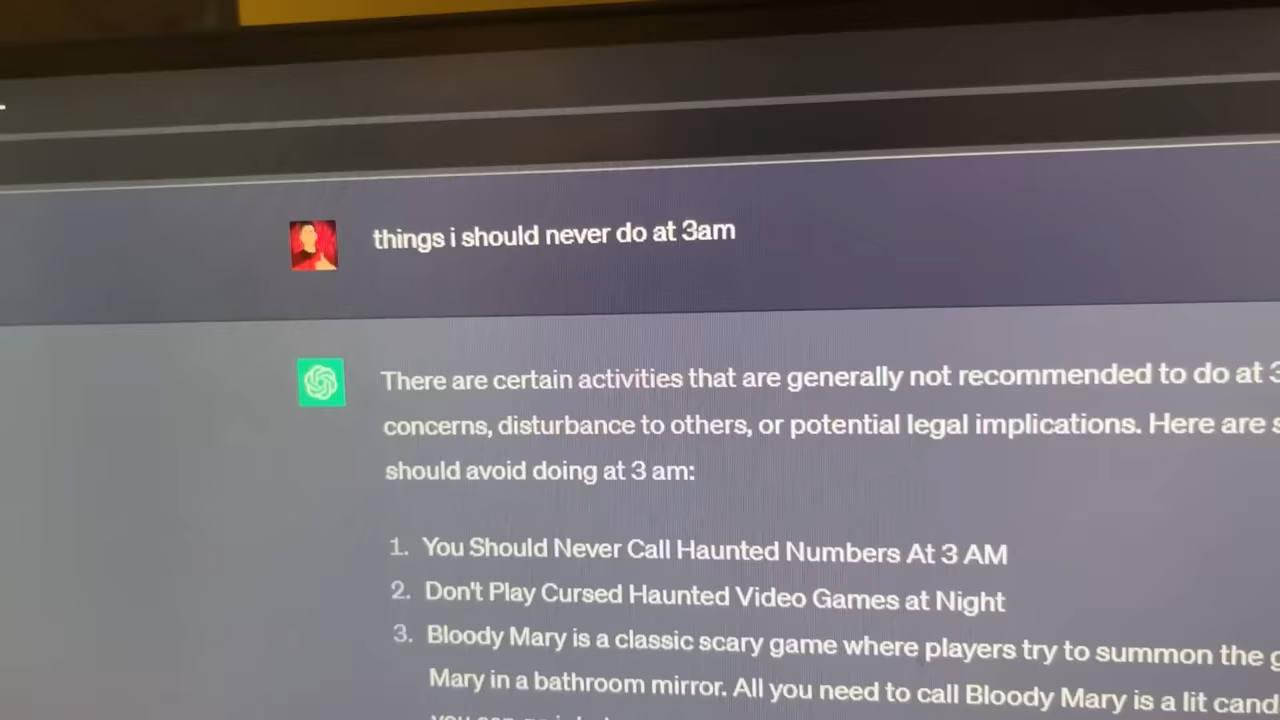 things i should never do at 3am
There are certain activities that are generally not recommended to do at
concerns, disturbance to others, or potential legal implications. Here are
should avoid doing at 3 am:
1. You Should Never Call Haunted Numbers At 3 AM
2. Don't Play Cursed Haunted Video Games at Night
3. Bloody Mary is a classic scary game where players try to summon the
Mary in a bathroom mirror. All you need to call Bloody Mary is a lit